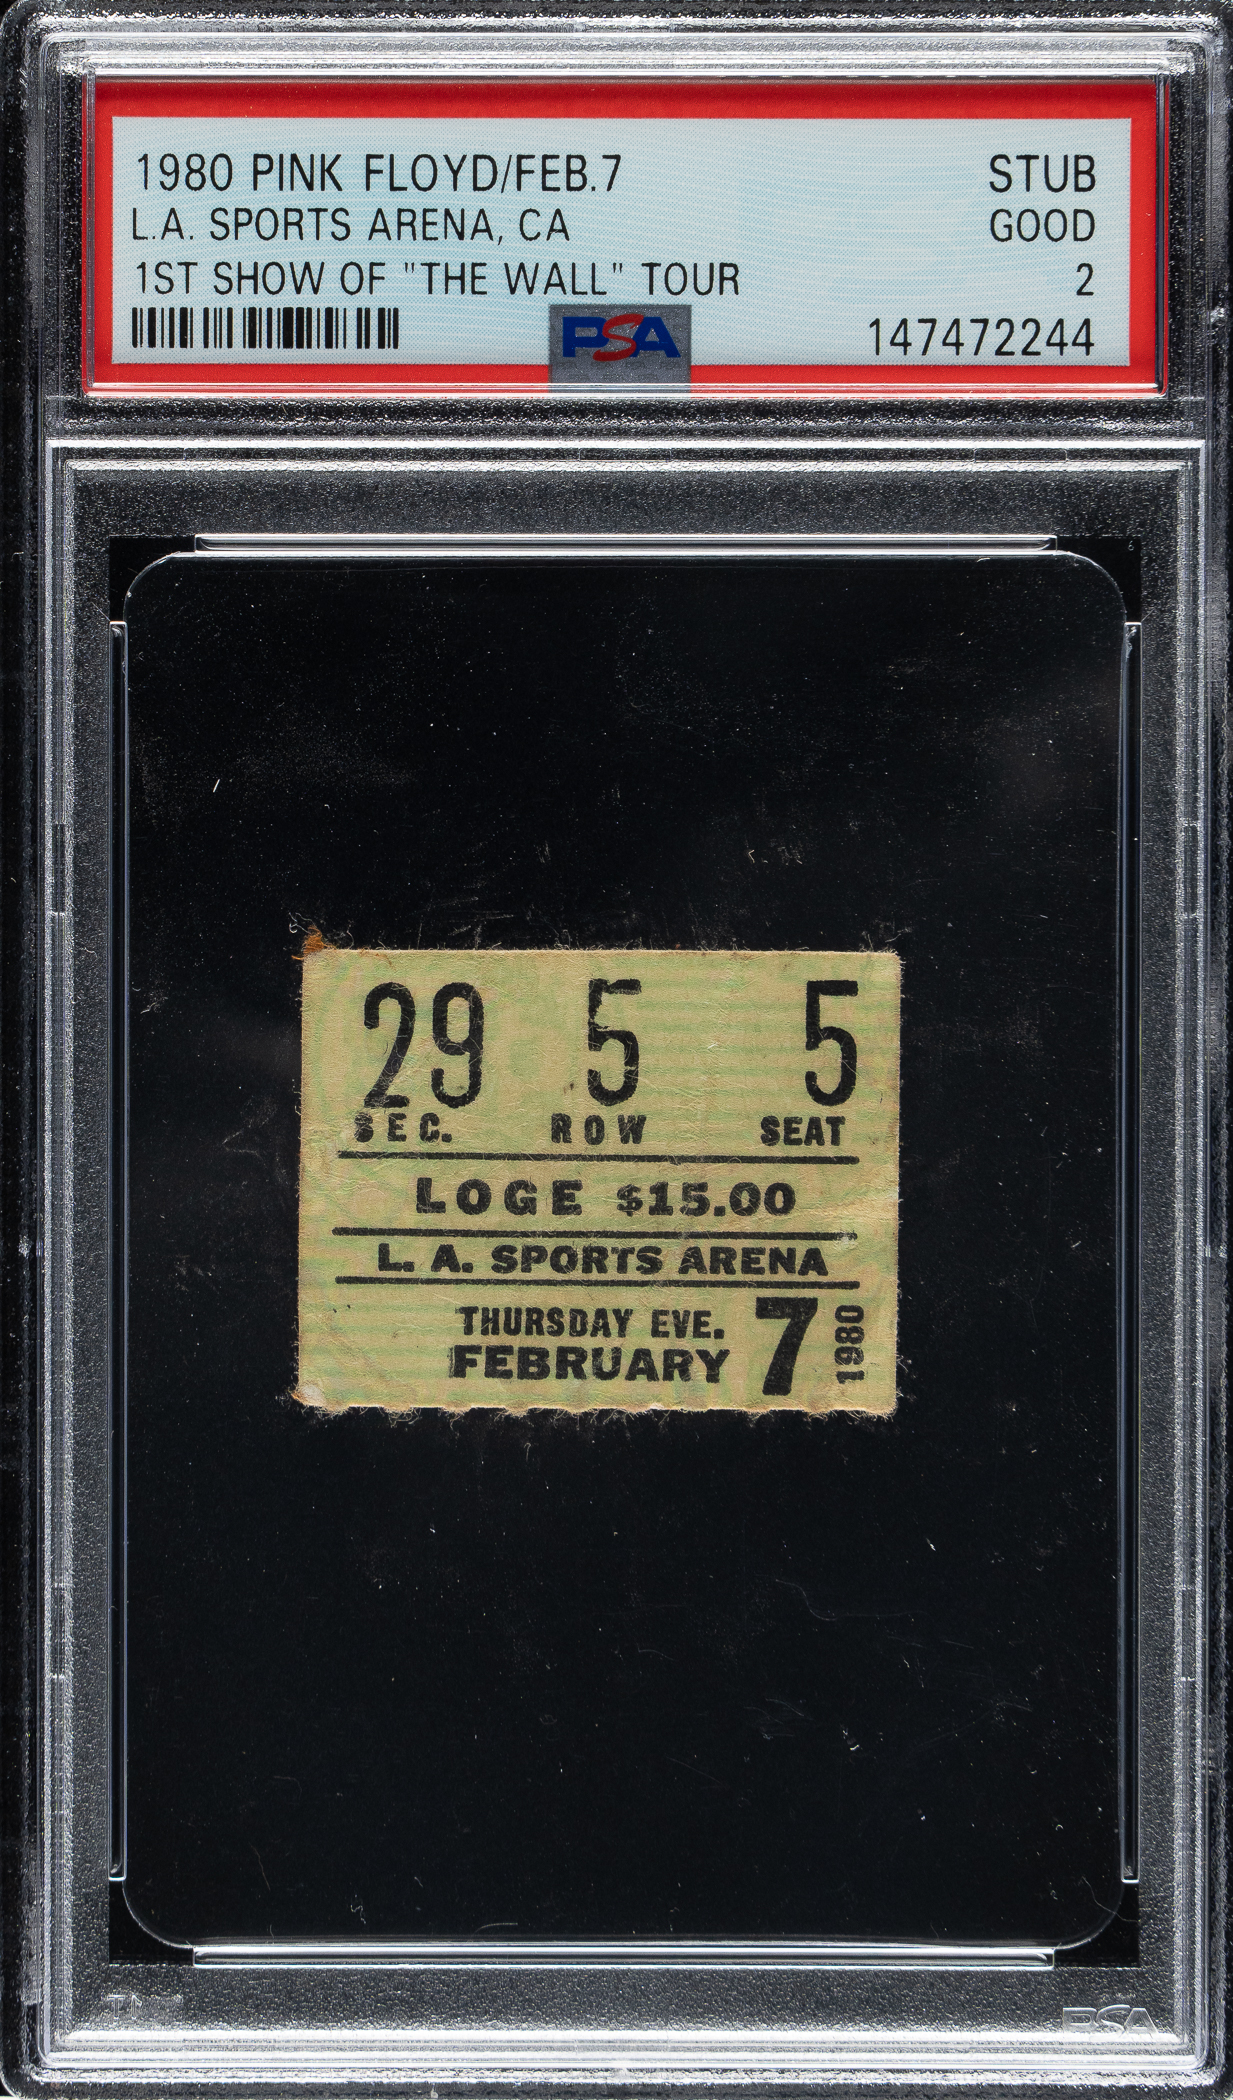 1980 PINK FLOYD/FEB.7 STUB
L.A. SPORTS ARENA, CA GOOD
1ST SHOW OF "THE WALL" TOUR 2
PSA 147472244
29 5 5
SEC. ROW SEAT
LOGE $15.00
L. A. SPORTS ARENA
THURSDAY EVE.
FEBRUARY 7 1980
PSA